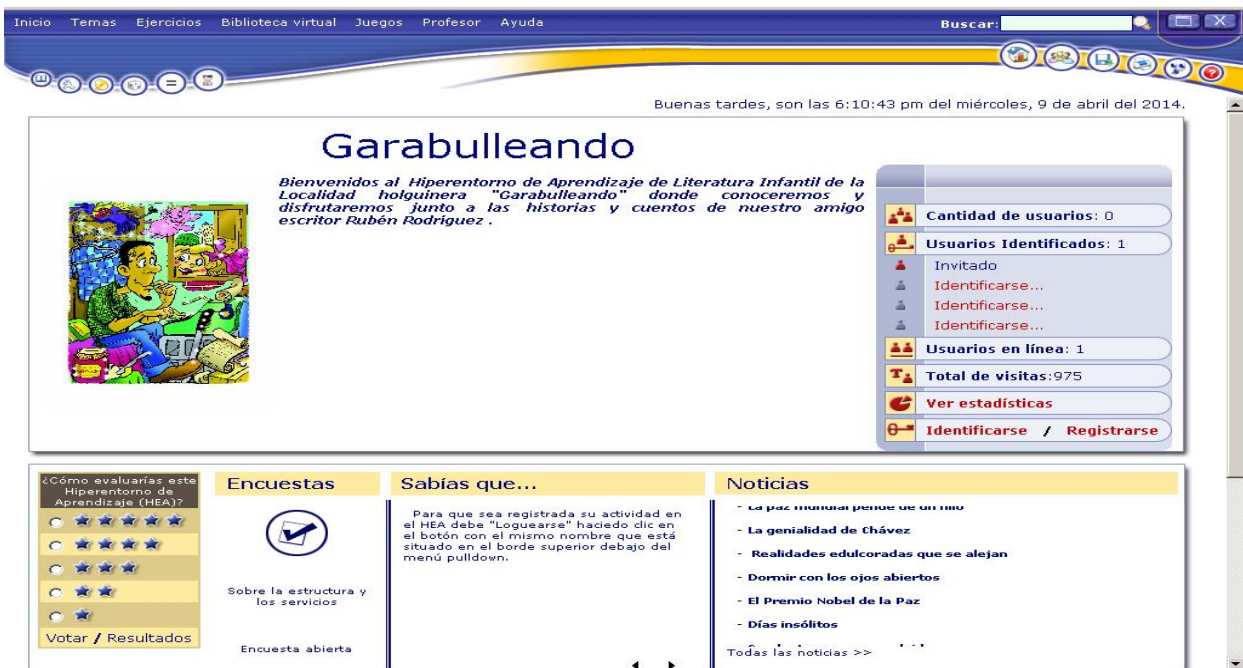 Inicio Temas Ejercicios Biblioteca virtual Juegos Profesor Ayuda
Buscar:
Buenas tardes, son las 6:10:43 pm del miércoles, 9 de abril del 2014.
Garabulleando
Bienvenidos al Hiperentorno de Aprendizaje de Literatura Infantil de la
Localidad holguinera "Garabulleando" donde conoceremos y
disfrutaremos junto a las historias y cuentos de nuestro amigo
escritor Rubén Rodríguez .
Cantidad de usuarios: 0
Usuarios Identificados: 1
Invitado
Identificarse...
Identificarse...
Identificarse...
Usuarios en línea: 1
Total de visitas:975
Ver estadísticas
Identificarse / Registrarse
¿Cómo evaluarías este
Hiperentorno de
Aprendizaje (HEA)?
Votar / Resultados
Encuestas
Sobre la estructura y
los servicios
Encuesta abierta
Sabías que...
Para que sea registrada su actividad en
el HEA debe "Loguearse" haciedo clic en
el botón con el mismo nombre que está
situado en el borde superior debajo del
menú pulldown.
Noticias
- La paz mundial pende de un hilo
- La genialidad de Chávez
- Realidades edulcoradas que se alejan
- Dormir con los ojos abiertos
- El Premio Nobel de la Paz
- Días insólitos
Todas las noticias >>